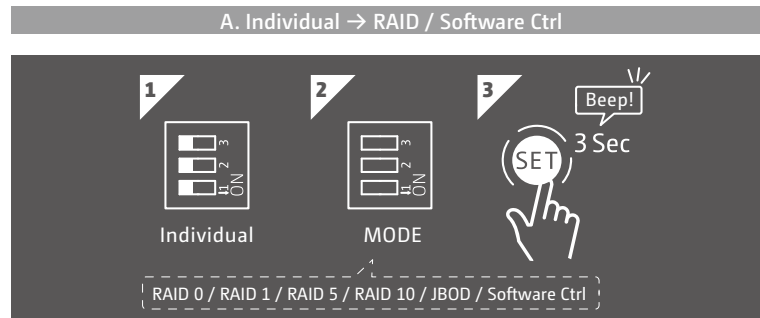 A. Individual → RAID / Software Ctrl
1
2
3
Beep!
3 Sec
SET
3
2
1
ON
3
2
1
ON
Individual
MODE
RAID 0 / RAID 1 / RAID 5 / RAID 10 / JBOD / Software Ctrl